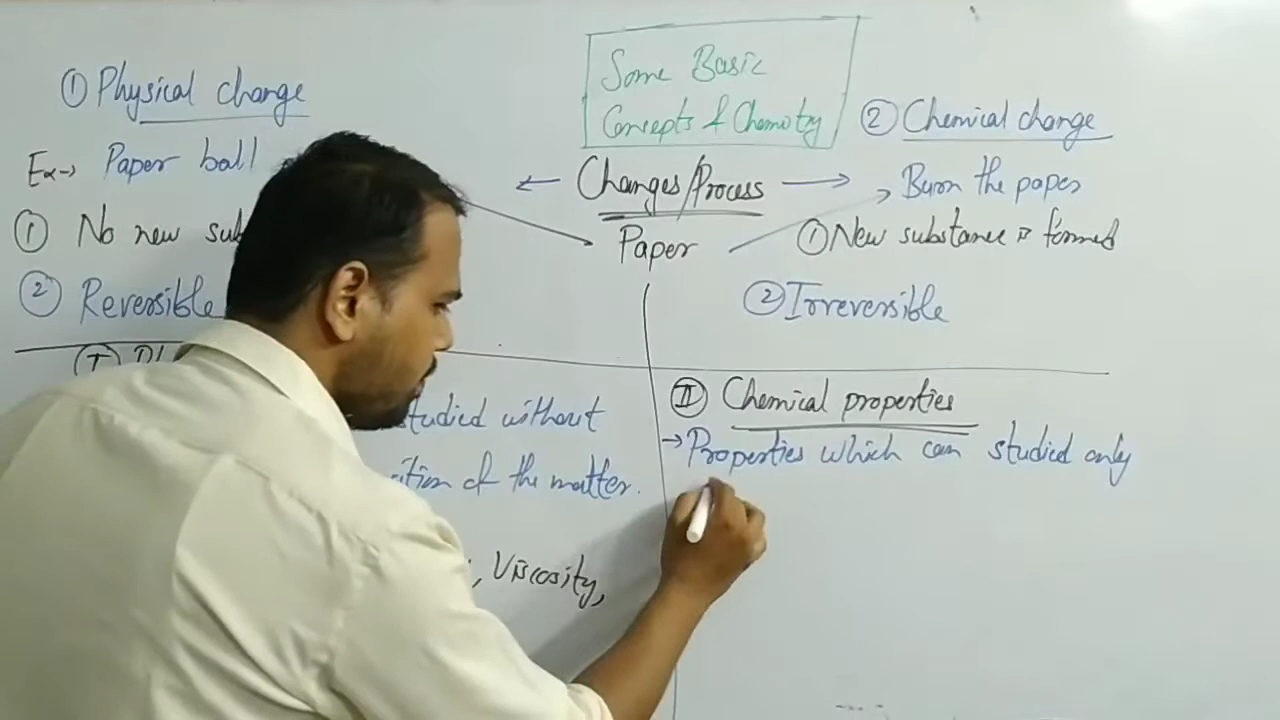 Some Basic
Concepts of Chemistry
① Physical change
② Chemical change
Ex→ Paper ball
Changes/Process
Burn the paper
① No new sub
Paper
① New substance is formed
② Reversible
② Irreversible
Ⓘ
Ⓘ Chemical properties
studied without
→ Properties which can studied only
of the matter.
, Viscosity,